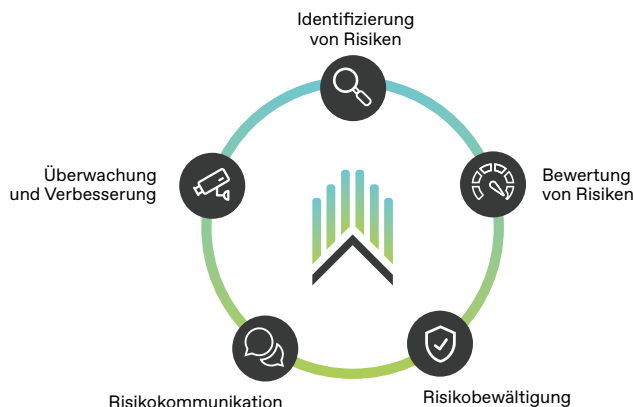 Identifizierung
von Risiken
Bewertung
von Risiken
Risikobewältigung
Risikokommunikation
Überwachung
und Verbesserung